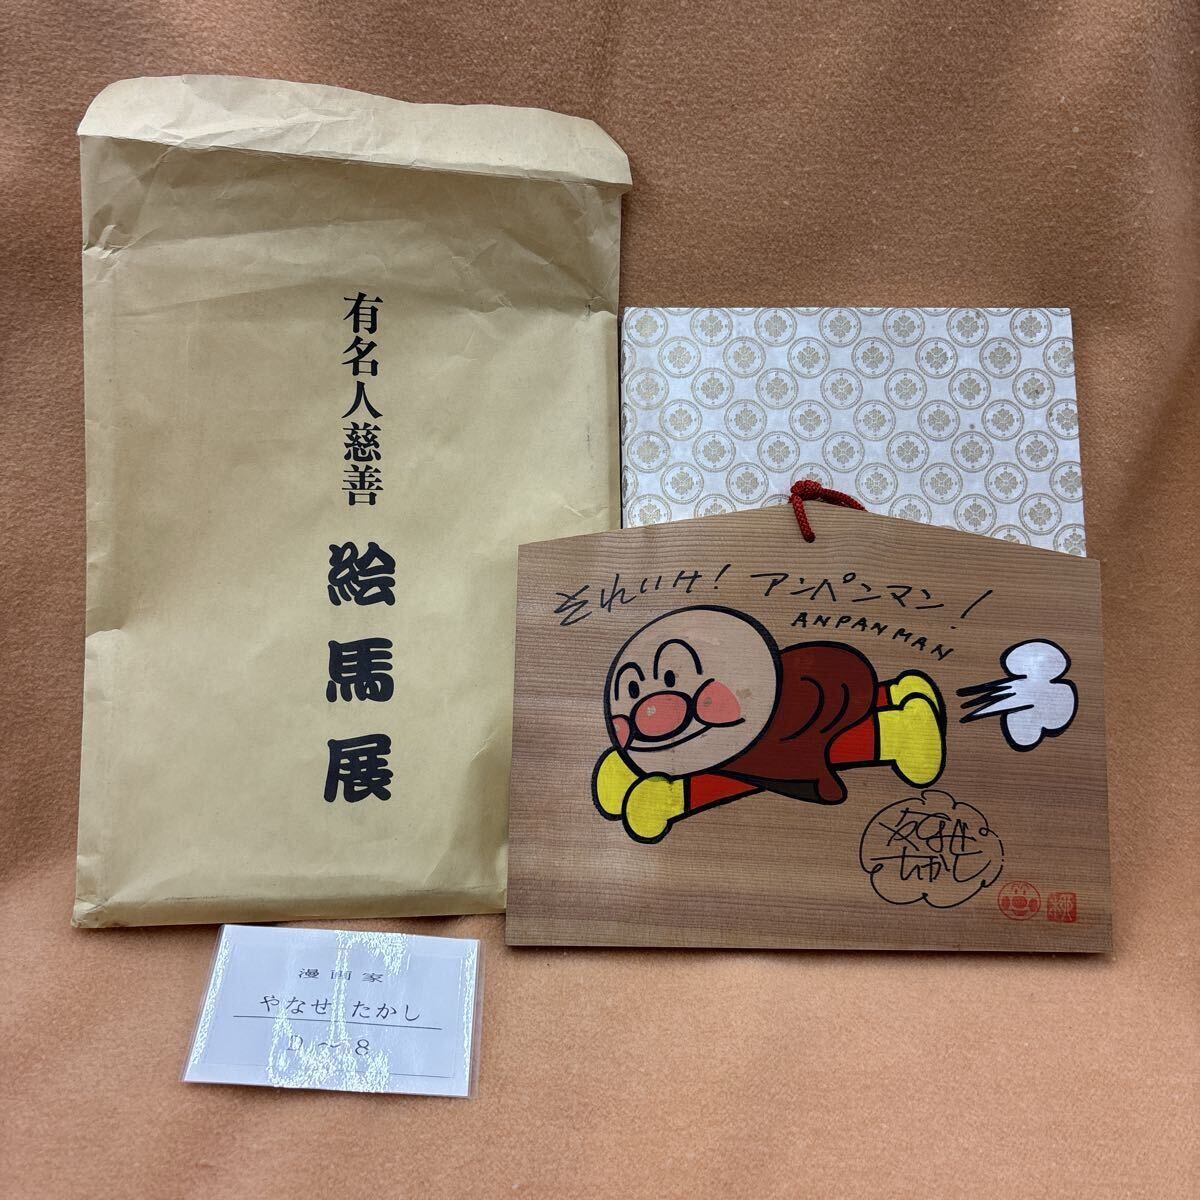 有名人慈善
絵馬展
それいけ!アンパンマン!
ANPANMAN
やなせ
たかし
漫画家
やなせ たかし
D〜8